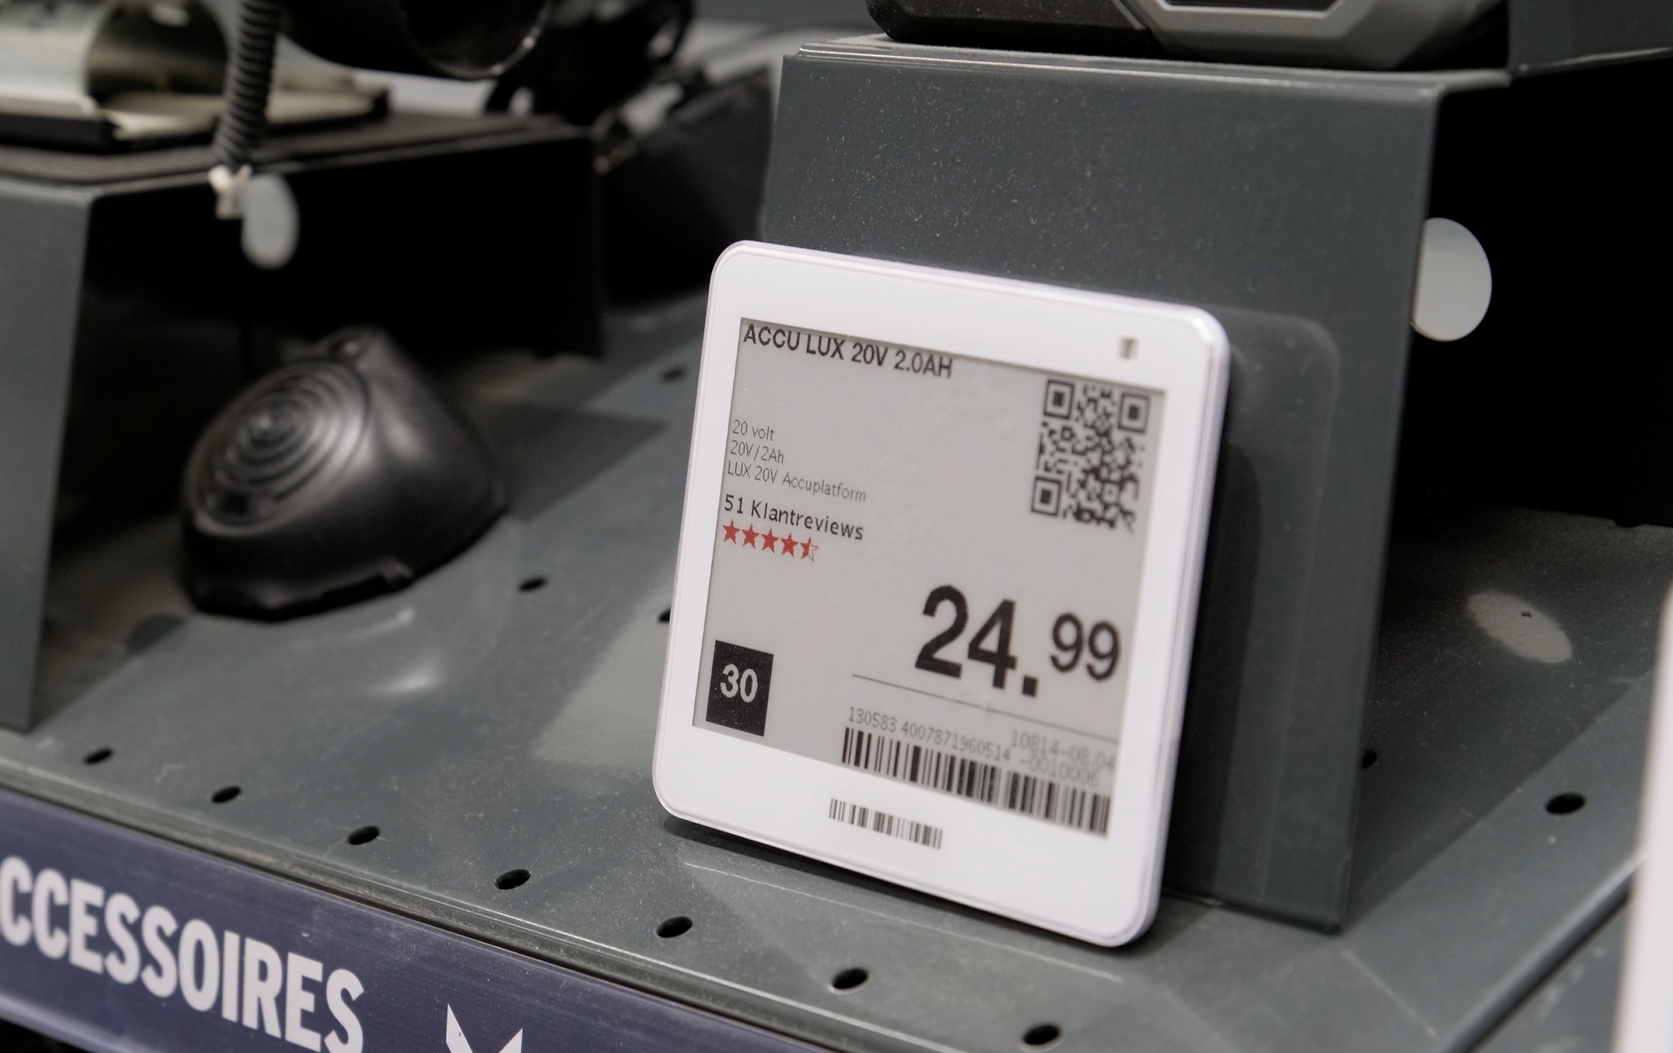 ACCU LUX 20V 2.0AH
20 volt
20V/2Ah
LUX 20V Accuplatform
51 Klantreviews
24.99
30
130583 4007871960514
10814-08.04
-0010006
CCESSOIRES